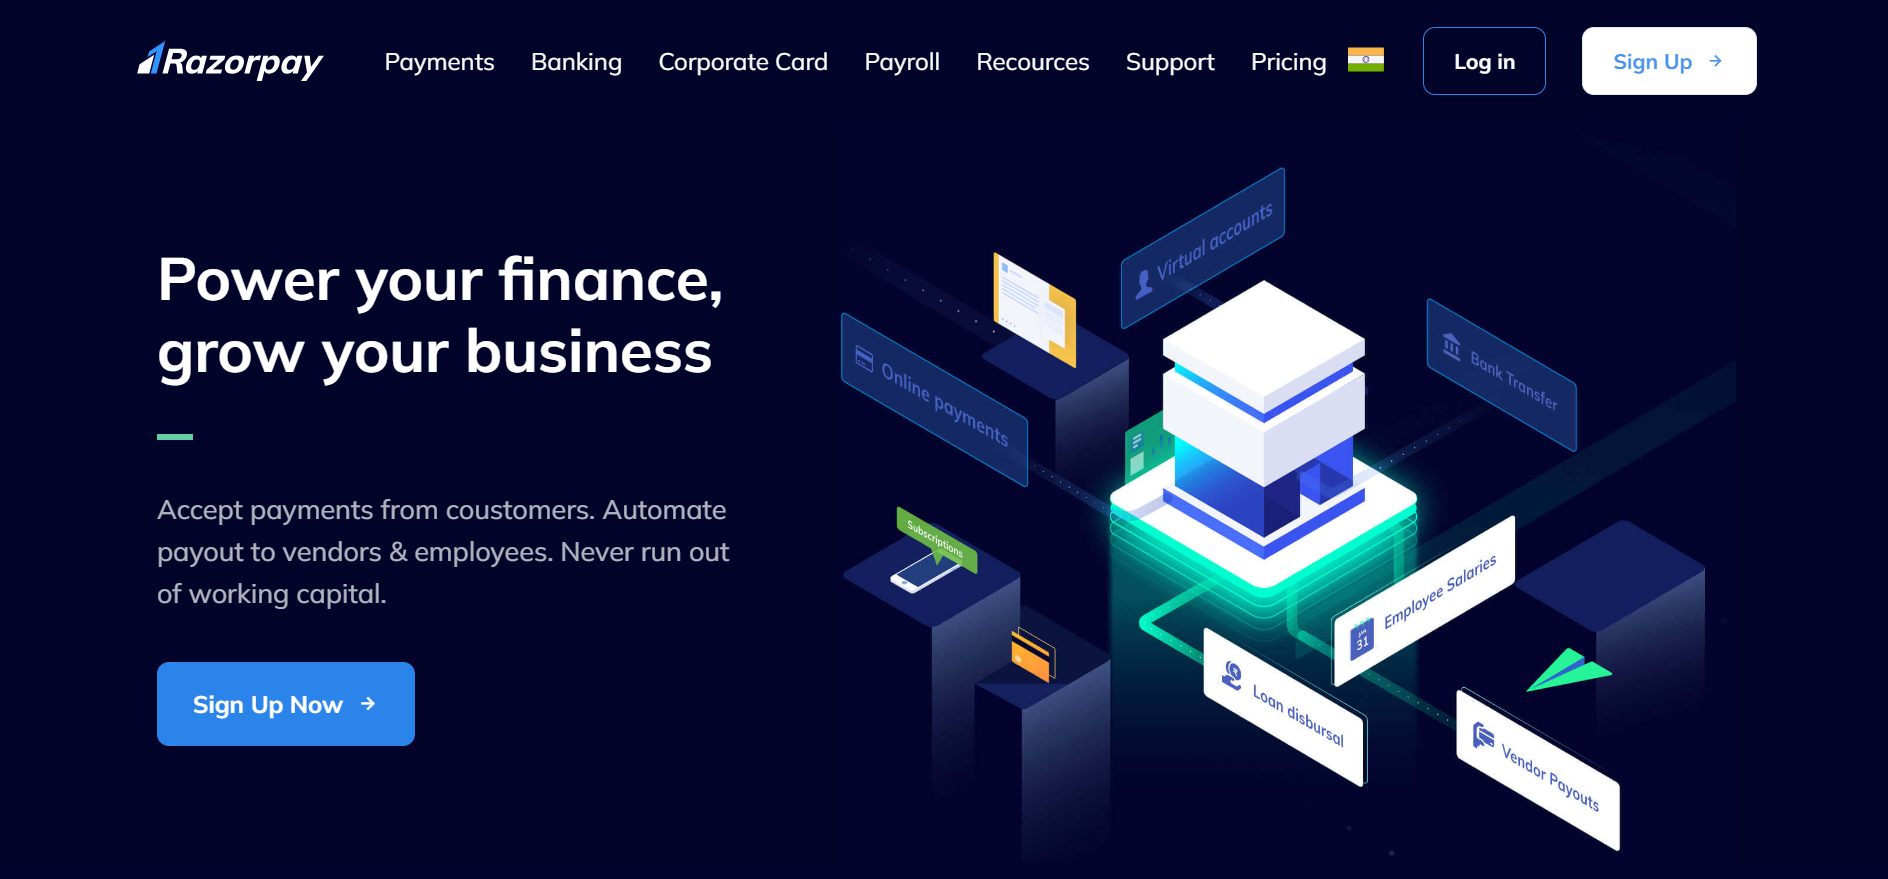 Razorpay
Payments
Banking
Corporate Card
Payroll
Recources
Support
Pricing
Log in
Sign Up
Power your finance,
grow your business
Accept payments from coustomers. Automate
payout to vendors & employees. Never run out
of working capital.
Sign Up Now
Virtual accounts
Online payments
Bank Transfer
Subscriptions
Employee Salaries
JAN
31
Loan disbursal
Vendor Payouts